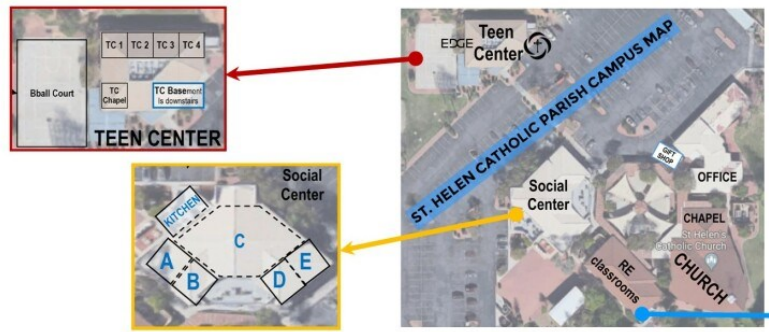 TC 1
TC 2
TC 3
TC 4
Bball Court
TC
Chapel
TC Basemont
Is downstairs
TEEN CENTER
Social
Center
KITCHEN
A
B
C
D
E
EDGE
Teen
Center
ST. HELEN CATHOLIC PARISH CAMPUS MAP
GIFT
SHOP
OFFICE
Social
Center
CHAPEL
St Helen's
Catholic Church
CHURCH
RE
classrooms